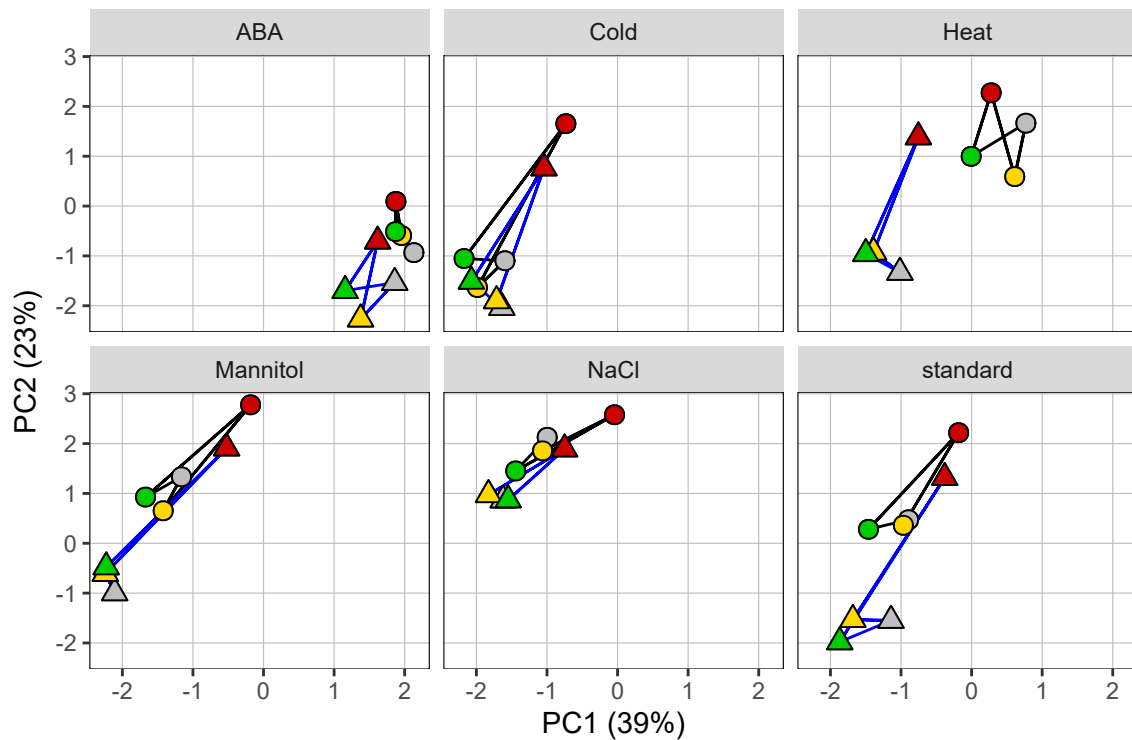 ABA Cold Heat
3
2
1
0
-1
-2
Mannitol NaCl standard
3
2
1
0
-1
-2
-2 -1 0 1 2 -2 -1 0 1 2 -2 -1 0 1 2
PC1 (39%)
PC2 (23%)